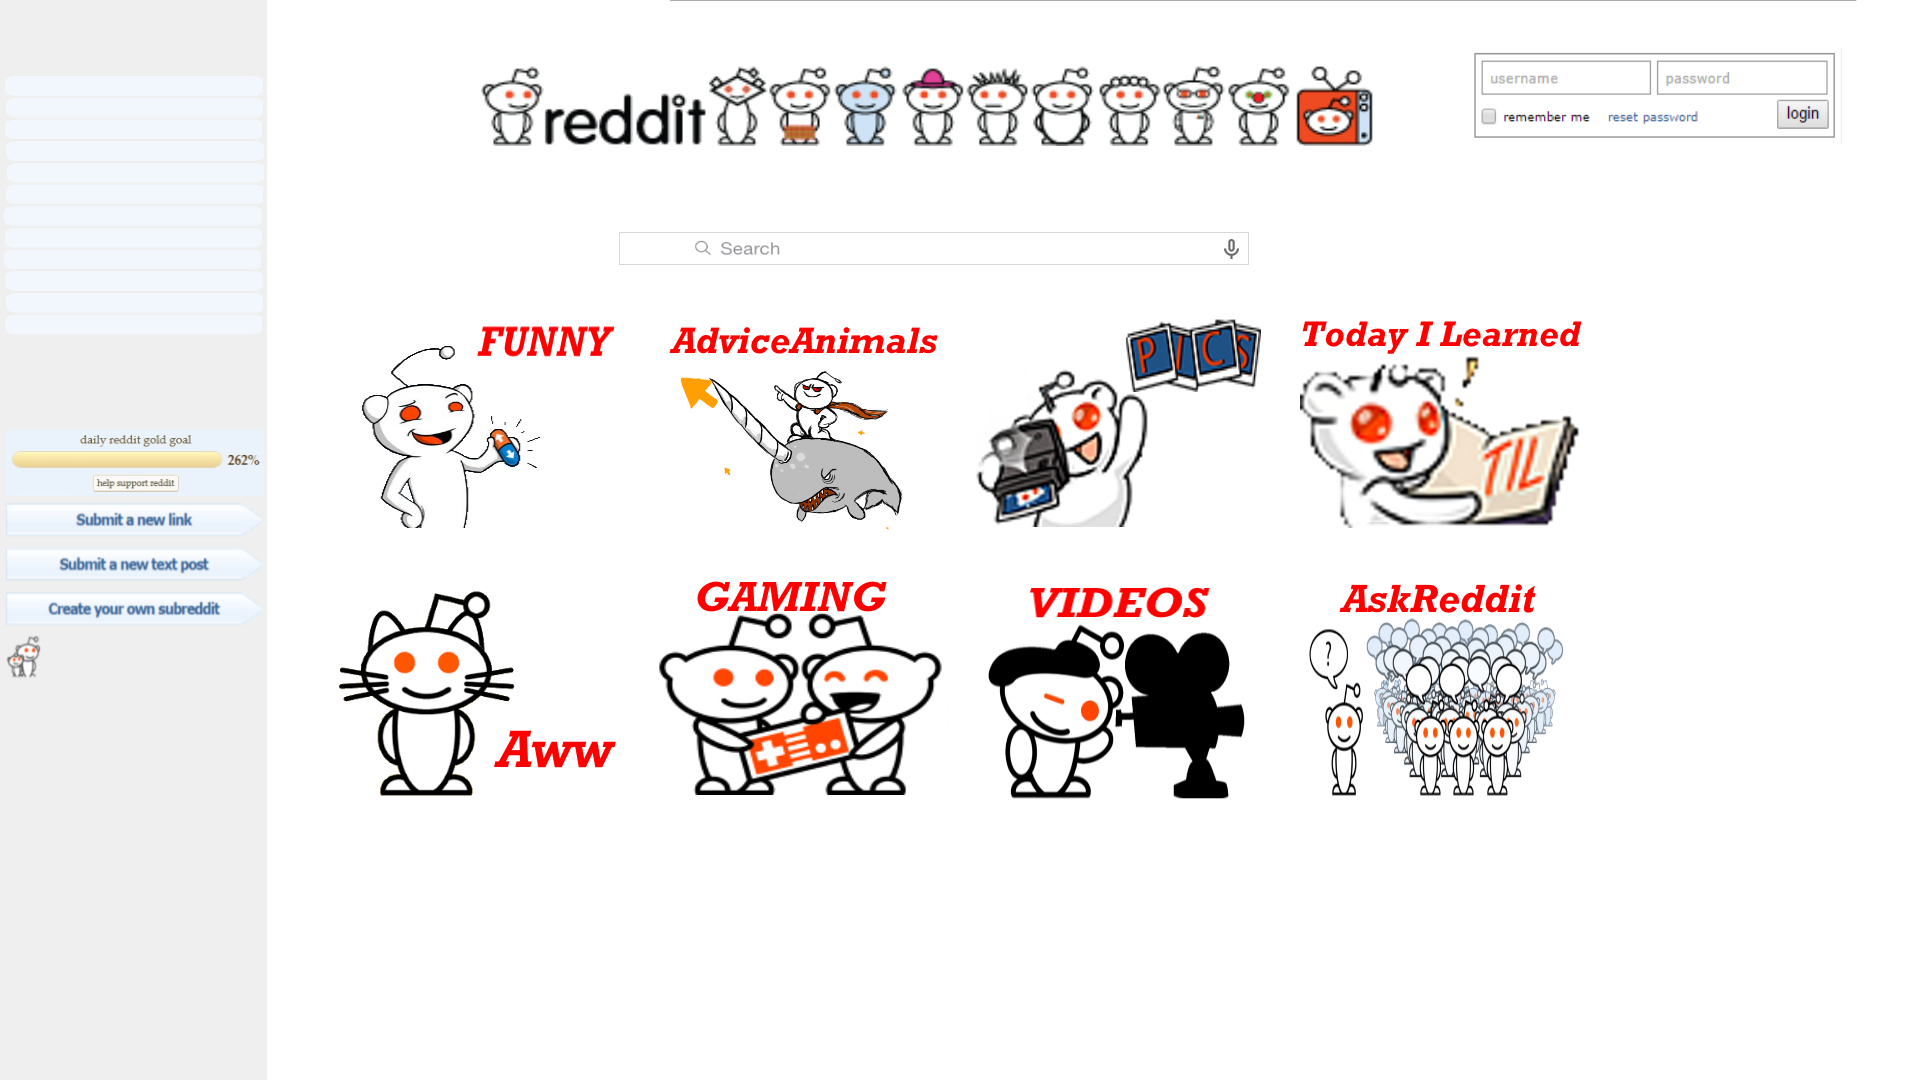 reddit
username
password
remember me
reset password
login
Search
FUNNY
AdviceAnimals
PICS
Today I Learned
TIL
daily reddit gold goal
262%
help support reddit
Submit a new link
Submit a new text post
Create your own subreddit
Aww
GAMING
VIDEOS
AskReddit
?